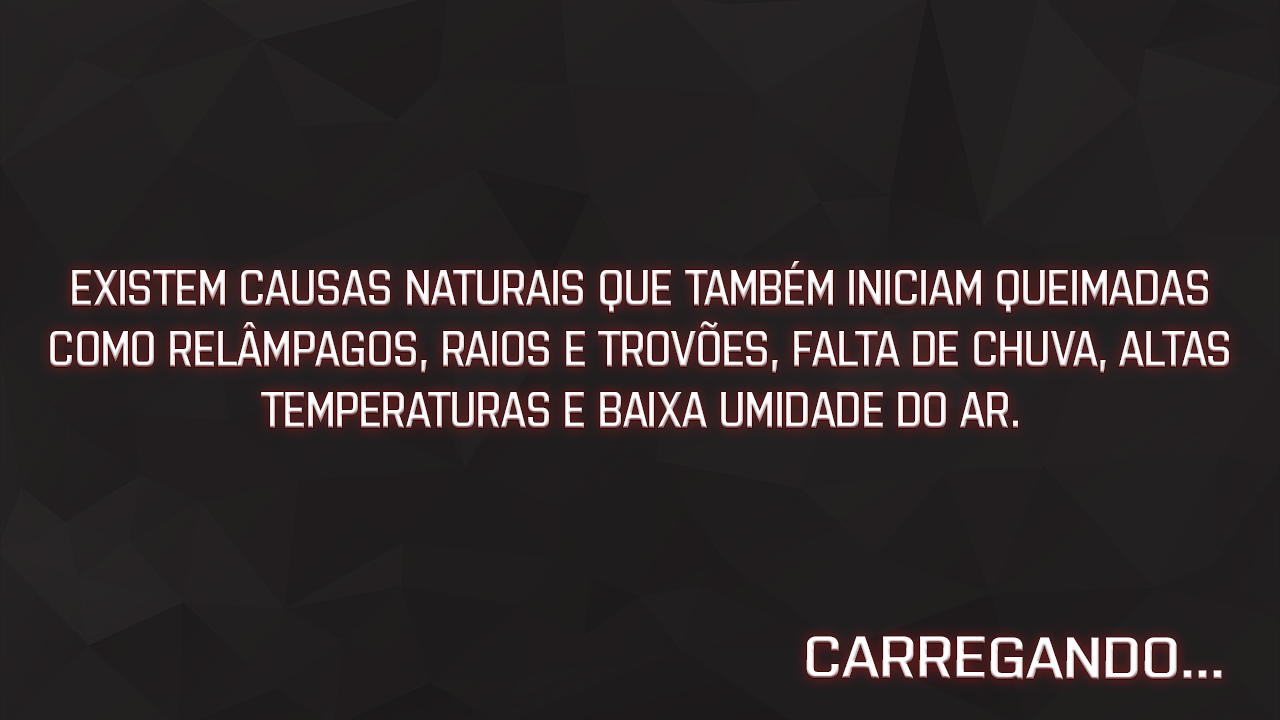 EXISTEM CAUSAS NATURAIS QUE TAMBÉM INICIAM QUEIMADAS
COMO RELÂMPAGOS, RAIOS E TROVÕES, FALTA DE CHUVA, ALTAS
TEMPERATURAS E BAIXA UMIDADE DO AR.
CARREGANDO...